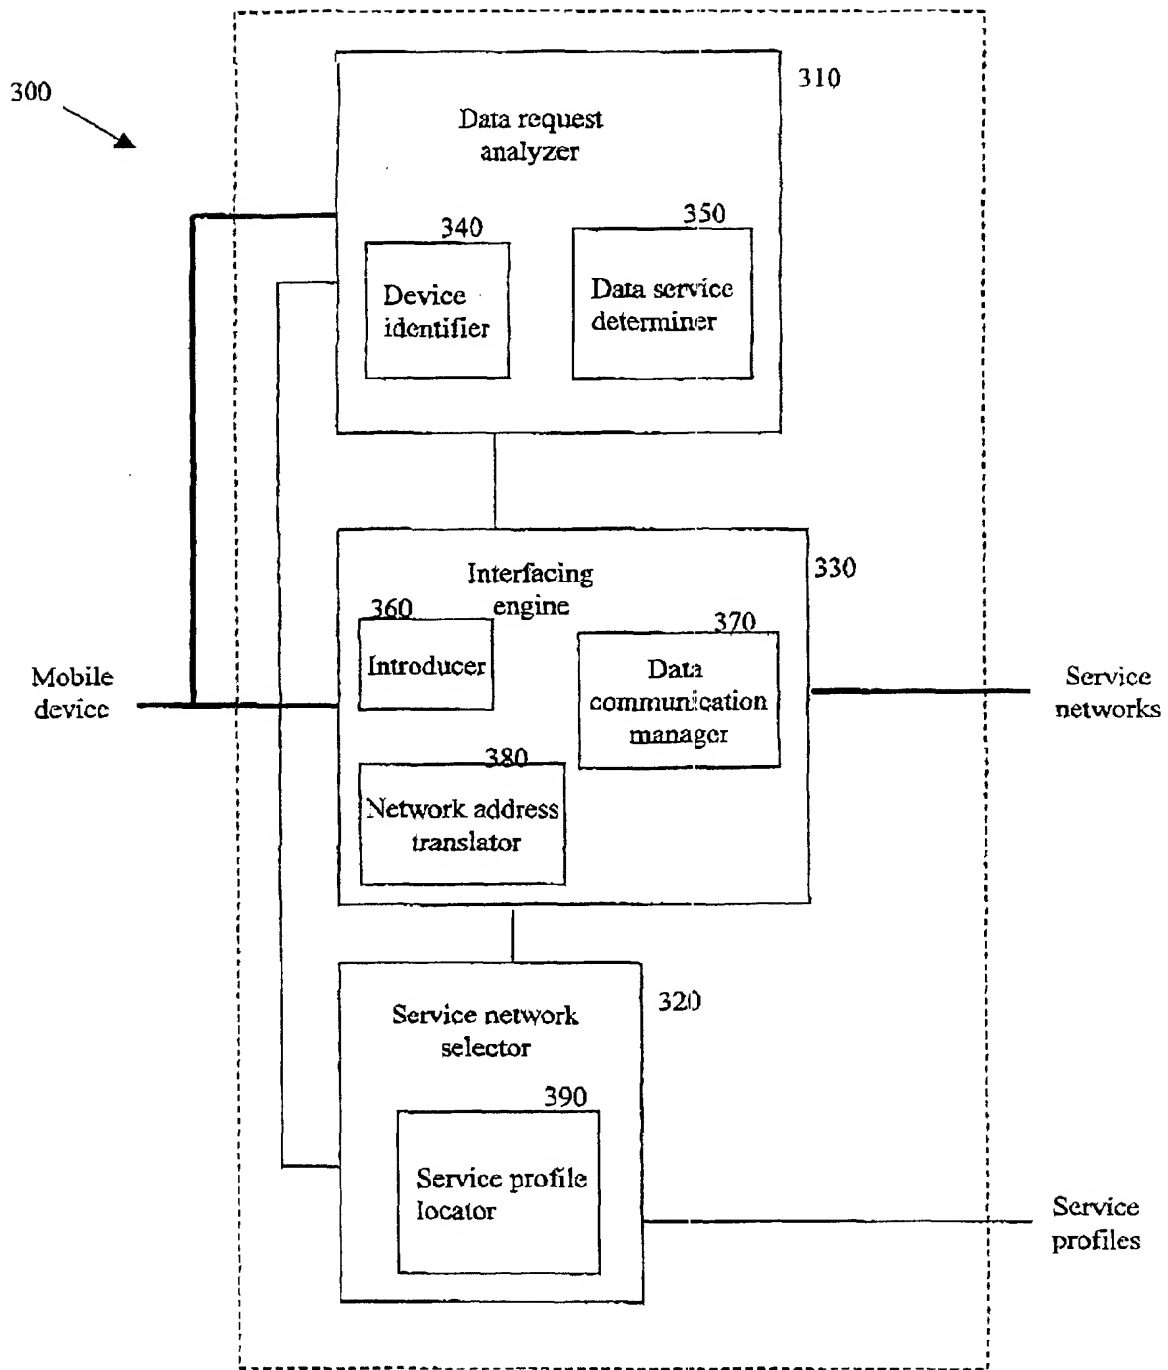 300
310
Data request
analyzer
340
350
Device
identifier
Data service
determiner
Interfacing
engine
330
360
370
Introducer
Data
communication
manager
Mobile
device
Service
networks
380
Network address
translator
320
Service network
selector
390
Service profile
locator
Service
profiles